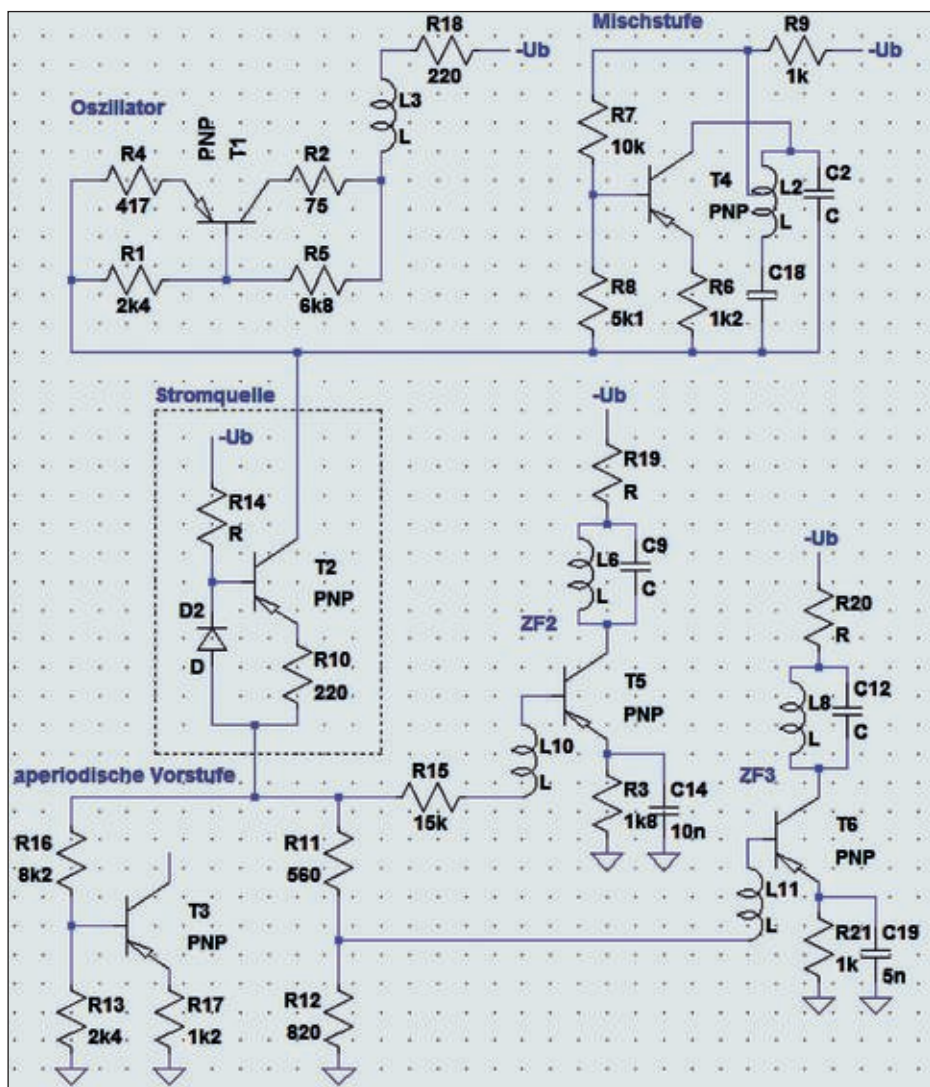 Oszillator
R18
220
-Ub
L3
L
R4
417
PNP
T1
R2
75
R1
2k4
R5
6k8
Mischstufe
R9
1k
-Ub
R7
10k
T4
PNP
L2
L
C2
C
R8
5k1
R6
1k2
C18
Stromquelle
-Ub
R14
R
T2
PNP
D2
D
R10
220
-Ub
R19
R
L6
L
C9
C
ZF2
T5
PNP
L10
L
R3
1k8
C14
10n
-Ub
R20
R
L8
L
C12
C
ZF3
T6
PNP
L11
L
R21
1k
C19
5n
aperiodische Vorstufe
R15
15k
R16
8k2
R11
560
T3
PNP
R13
2k4
R17
1k2
R12
820